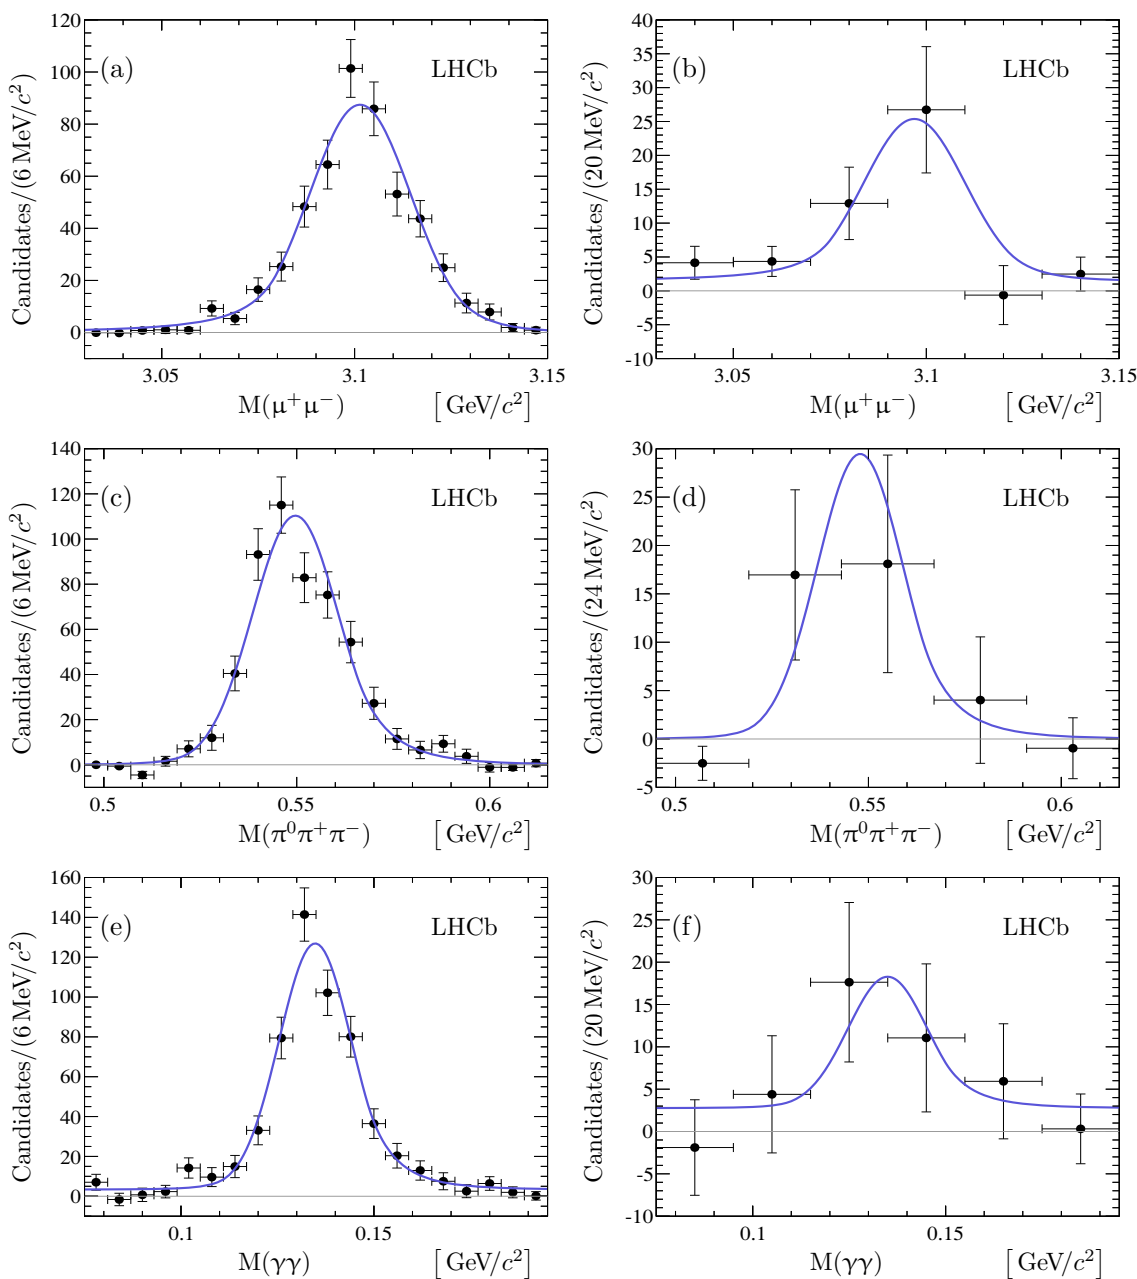 (a) LHCb
Candidates/(6 MeV/c²)
120
100
80
60
40
20
0
3.05 3.1 3.15
M(μ⁺μ⁻) [GeV/c²]
(b) LHCb
Candidates/(20 MeV/c²)
40
35
30
25
20
15
10
5
0
-5
-10
3.05 3.1 3.15
M(μ⁺μ⁻) [GeV/c²]
(c) LHCb
Candidates/(6 MeV/c²)
140
120
100
80
60
40
20
0
0.5 0.55 0.6
M(π⁰π⁺π⁻) [GeV/c²]
(d) LHCb
Candidates/(24 MeV/c²)
30
25
20
15
10
5
0
-5
0.5 0.55 0.6
M(π⁰π⁺π⁻) [GeV/c²]
(e) LHCb
Candidates/(6 MeV/c²)
160
140
120
100
80
60
40
20
0
0.1 0.15
M(γγ) [GeV/c²]
(f) LHCb
Candidates/(20 MeV/c²)
30
25
20
15
10
5
0
-5
-10
0.1 0.15
M(γγ) [GeV/c²]